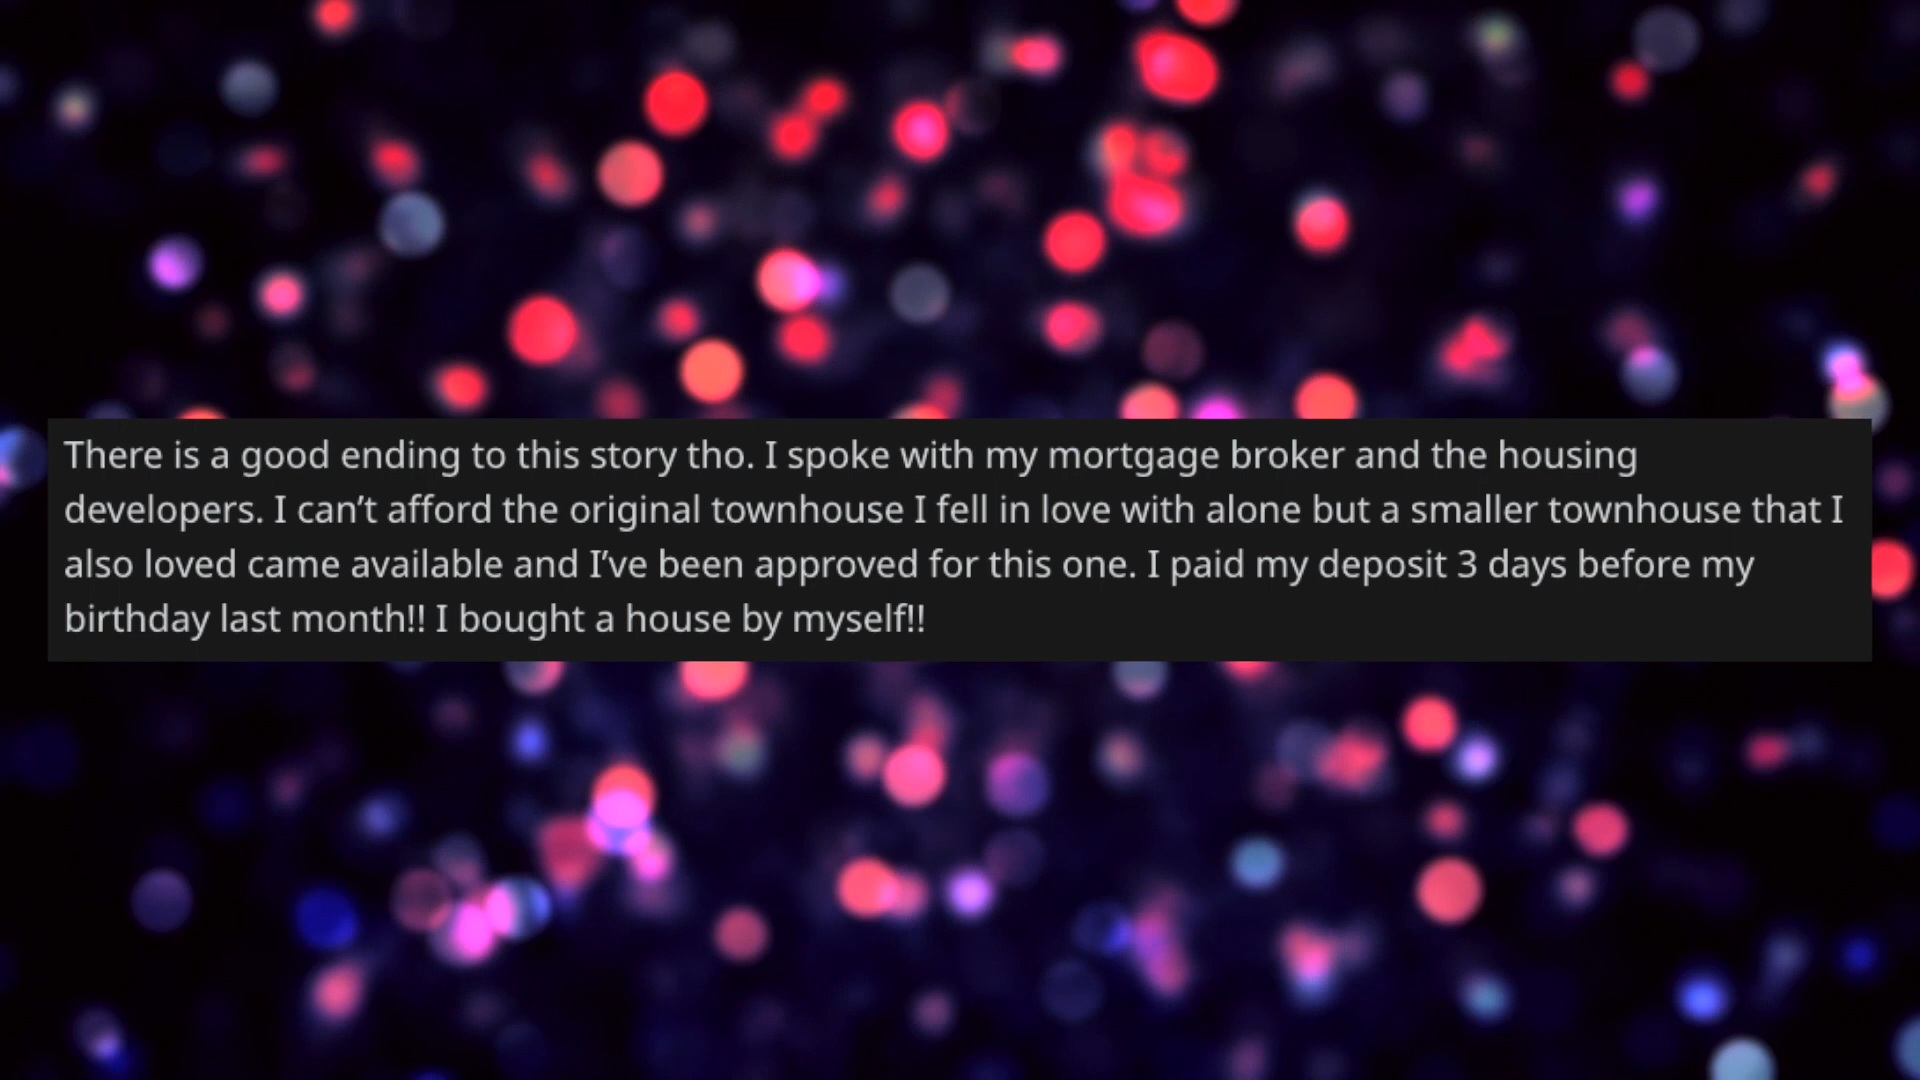 There is a good ending to this story tho. I spoke with my mortgage broker and the housing
developers. I can’t afford the original townhouse I fell in love with alone but a smaller townhouse that I
also loved came available and I’ve been approved for this one. I paid my deposit 3 days before my
birthday last month!! I bought a house by myself!!